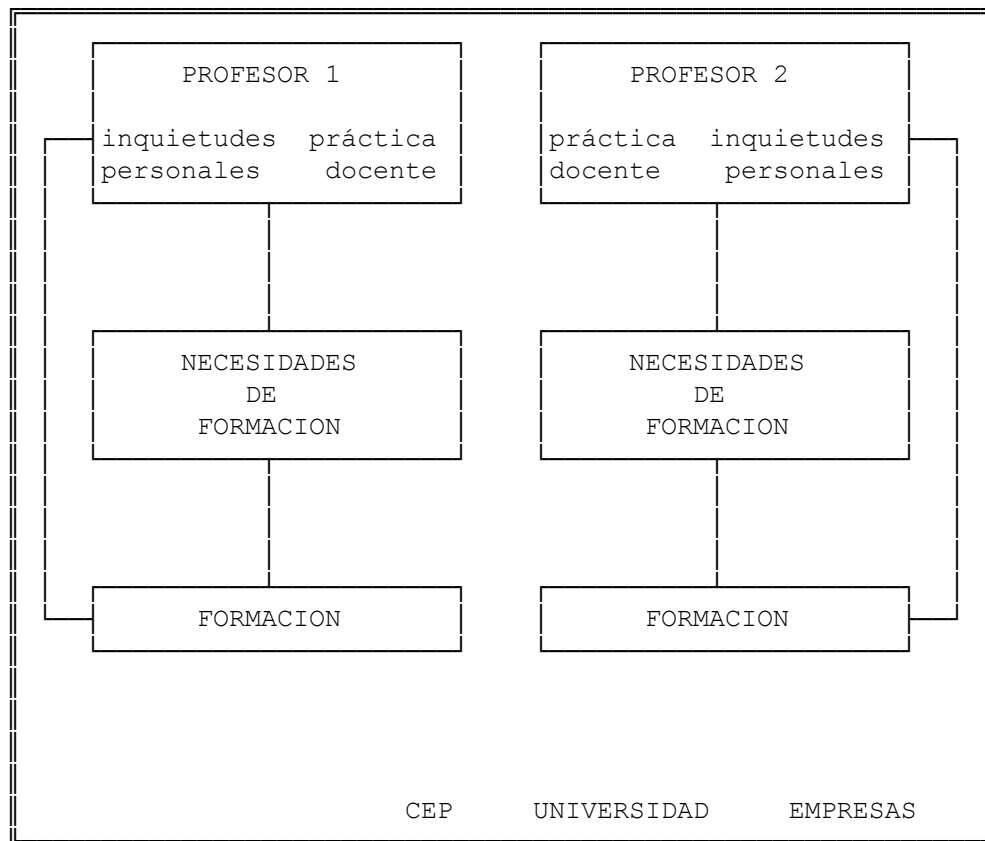 PROFESOR 1
inquietudes práctica
personales docente
PROFESOR 2
práctica inquietudes
docente personales
NECESIDADES
DE
FORMACION
NECESIDADES
DE
FORMACION
FORMACION
FORMACION
CEP UNIVERSIDAD EMPRESAS